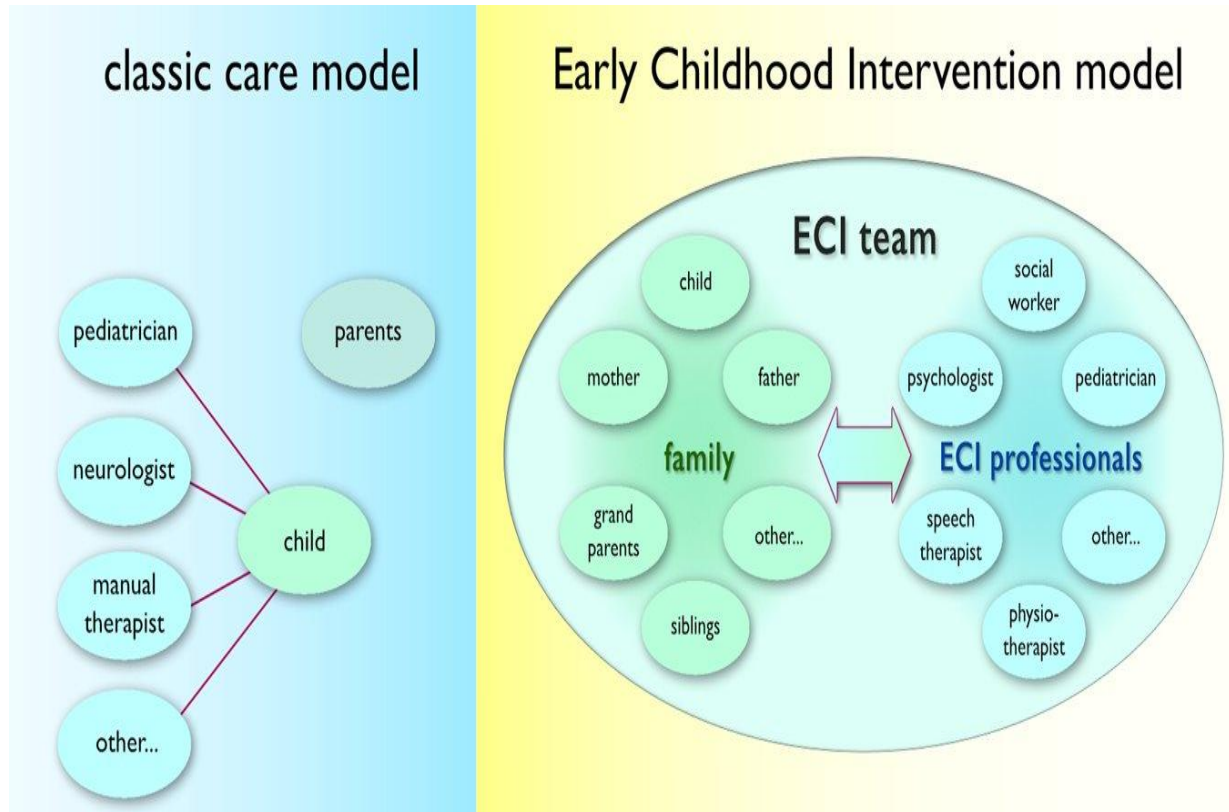 classic care model
pediatrician
parents
neurologist
child
manual
therapist
other...
Early Childhood Intervention model
ECI team
child
mother
father
family
grand
parents
other...
siblings
social
worker
psychologist
pediatrician
ECI professionals
speech
therapist
other...
physio-
therapist